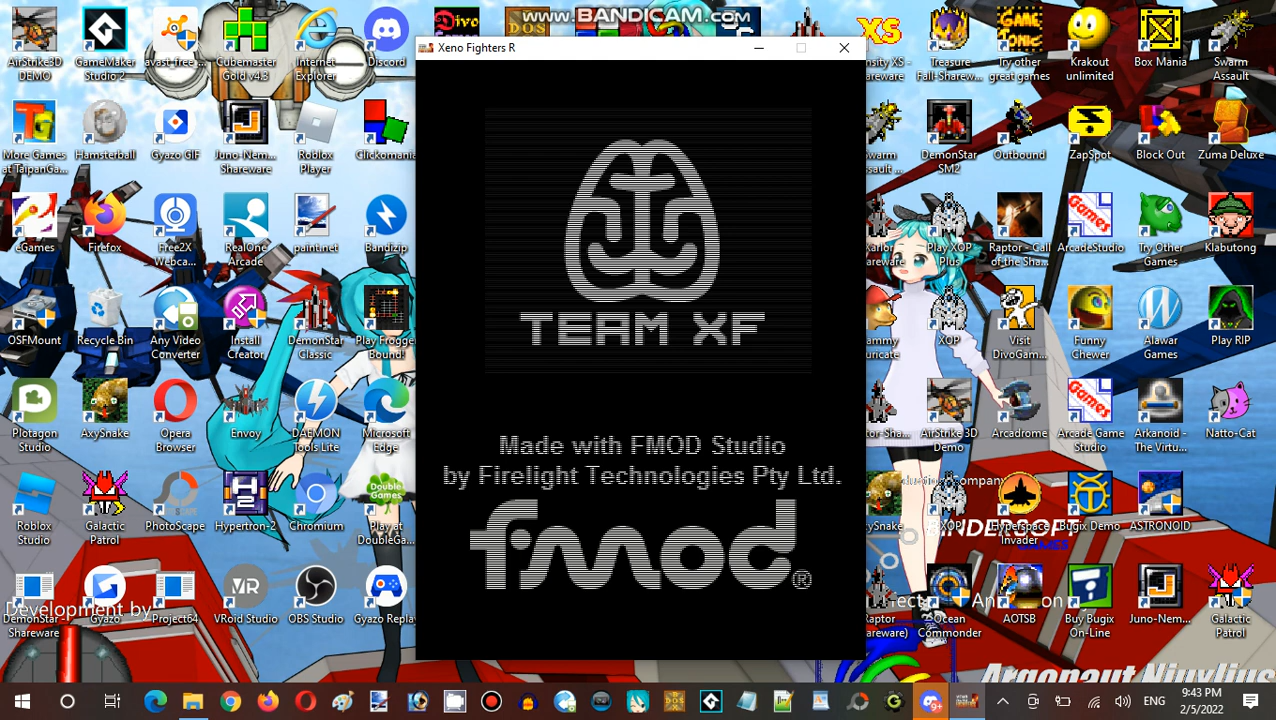 www.BANDICAM.com
Xeno Fighters R
TEAM XF
Made with FMOD Studio
by Firelight Technologies Pty Ltd.
fmod®
AirStrike3D DEMO
GameMaker Studio 2
Cubemaster Gold v4.3
Internet Explorer
Discord
Try other great games
Krakout unlimited
Box Mania
Swarm Assault
More Games at TaipanGa...
Hamsterball
Gyazo GIF
Juno-Nem... Shareware
Roblox Player
Clickomania
DemonStar SM2
Outbound
ZapSpot
Block Out
Zuma Deluxe
eGames
Firefox
Free2X Webca...
RealOne Arcade
paint.net
Bandizip
Play XOP Plus
Raptor - Call of the Sha...
ArcadeStudio
Try Other Games
Klabutong
OSFMount
Recycle Bin
Any Video Converter
Install Creator
DemonStar Classic
Play Frogger Bound!
XOP
Visit DivoGam...
Funny Chewer
Alawar Games
Play RIP
Plotagon Studio
AxySnake
Opera Browser
Envoy
DAEMON Tools Lite
Microsoft Edge
AirStrike 3D Demo
Arcadrome
Arcade Game Studio
Arkanoid - The Virtu...
Natto-Cat
Roblox Studio
Galactic Patrol
PhotoScape
Hypertron-2
Chromium
Play at DoubleGa...
XOP
Hyperspace Invader
Bugix Demo
ASTRONOID
DemonStar - Shareware
Gyazo
Project64
VRoid Studio
OBS Studio
Gyazo Replay
Ocean Commander
AOTSB
Buy Bugix On-Line
Juno-Nem...
Galactic Patrol
Development by
ENG
9:43 PM
2/5/2022